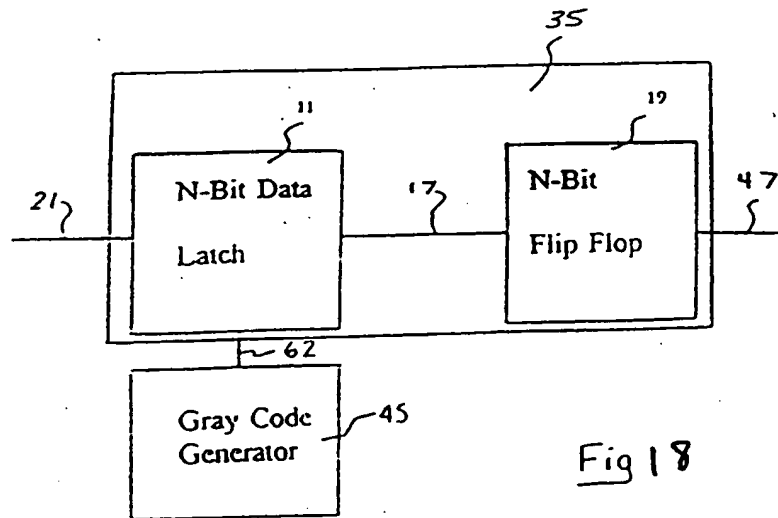 35
11
19
N-Bit Data
Latch
N-Bit
Flip Flop
21
17
47
62
Gray Code
Generator
45
Fig 18